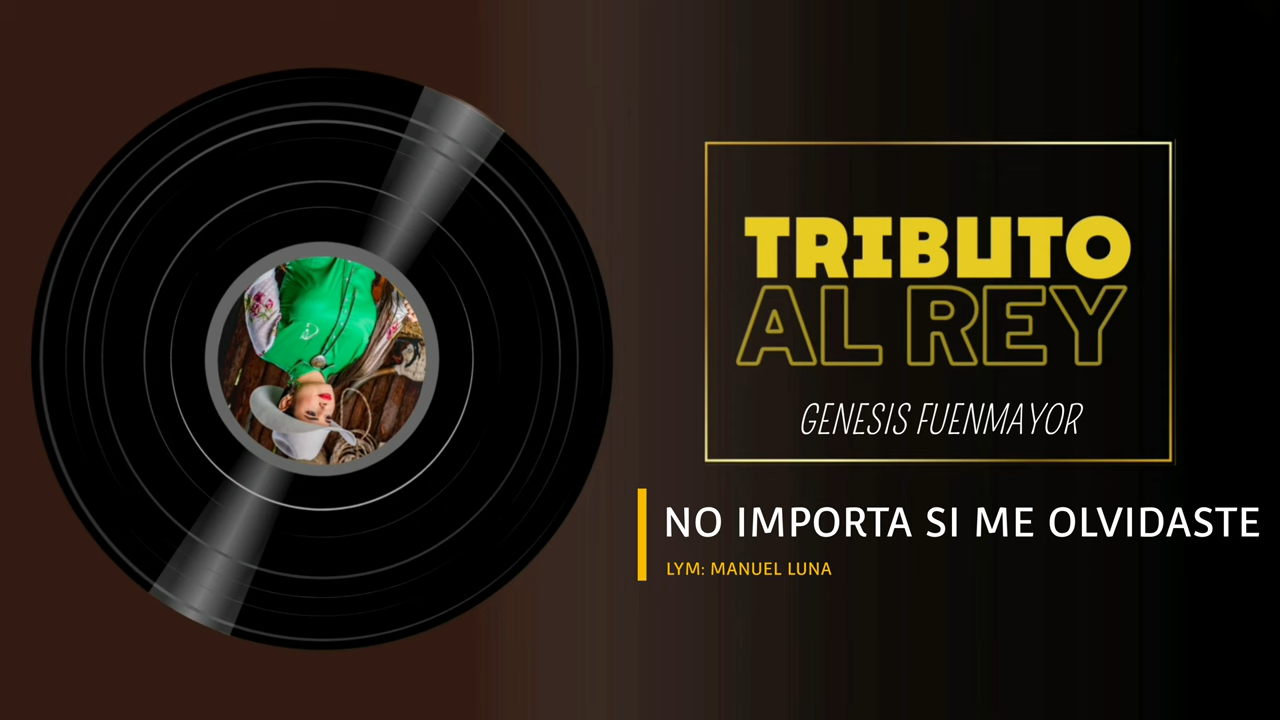 TRIBUTO
AL REY
GENESIS FUENMAYOR
NO IMPORTA SI ME OLVIDASTE
LYM: MANUEL LUNA